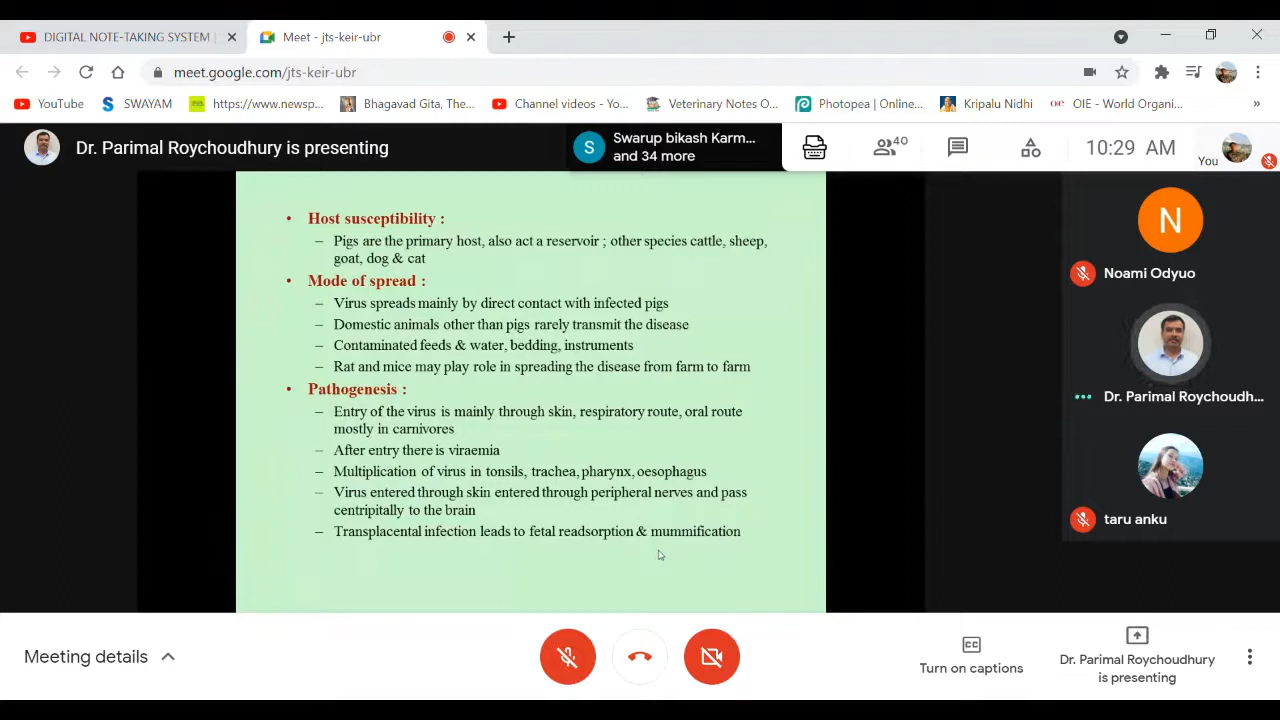 DIGITAL NOTE-TAKING SYSTEM |
Meet - jts-keir-ubr
meet.google.com/jts-keir-ubr
YouTube
SWAYAM
https://www.newsp...
Bhagavad Gita, The...
Channel videos - Yo...
Veterinary Notes O...
Photopea | Online...
Kripalu Nidhi
OIE - World Organi...
»
Dr. Parimal Roychoudhury is presenting
S
Swarup bikash Karm...
and 34 more
40
10:29 AM
You
• Host susceptibility :
– Pigs are the primary host, also act a reservoir ; other species cattle, sheep,
goat, dog & cat
• Mode of spread :
– Virus spreads mainly by direct contact with infected pigs
– Domestic animals other than pigs rarely transmit the disease
– Contaminated feeds & water, bedding, instruments
– Rat and mice may play role in spreading the disease from farm to farm
• Pathogenesis :
– Entry of the virus is mainly through skin, respiratory route, oral route
mostly in carnivores
– After entry there is viraemia
– Multiplication of virus in tonsils, trachea, pharynx, oesophagus
– Virus entered through skin entered through peripheral nerves and pass
centripitally to the brain
– Transplacental infection leads to fetal readsorption & mummification
N
Noami Odyuo
Dr. Parimal Roychoudh...
taru anku
Meeting details
CC
Turn on captions
Dr. Parimal Roychoudhury
is presenting